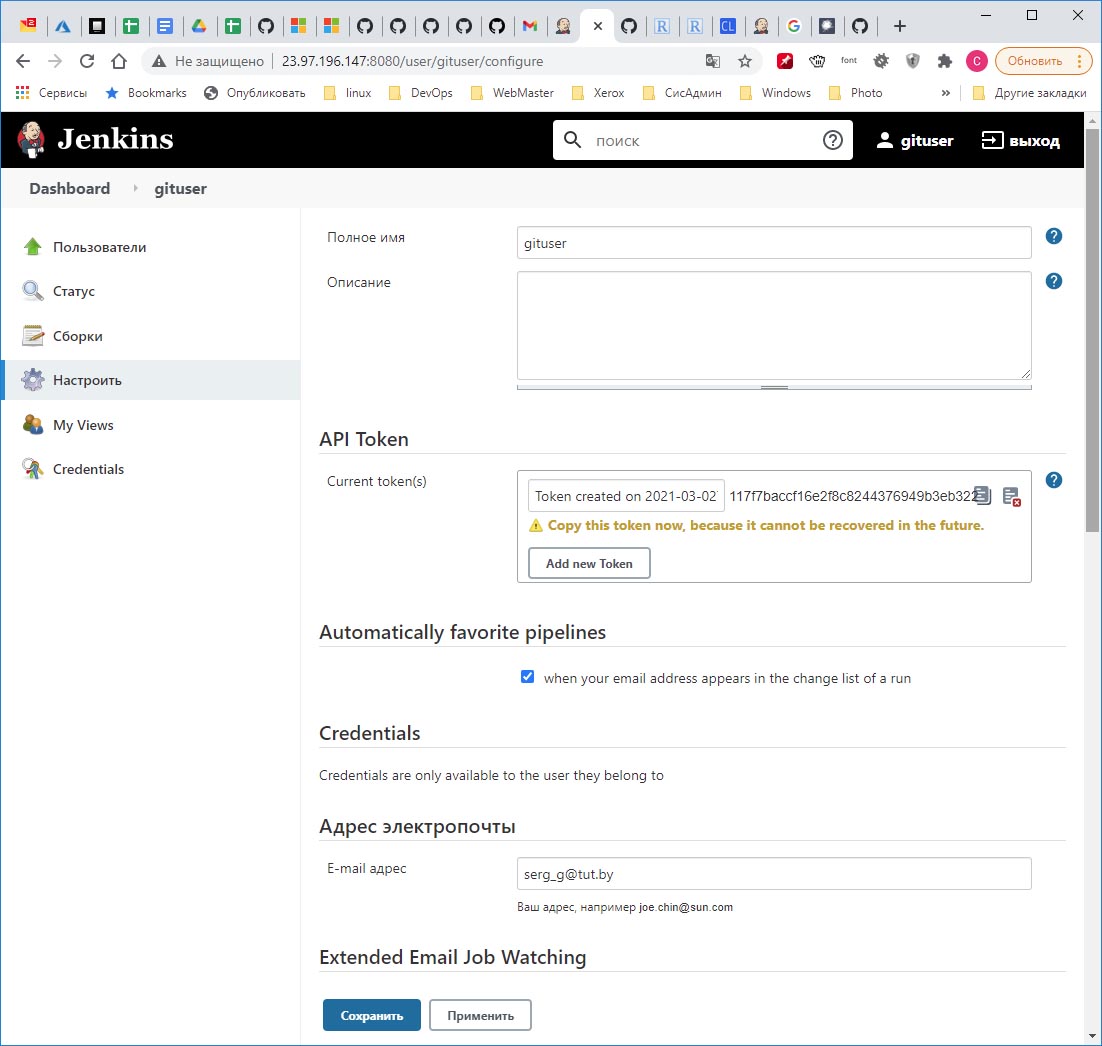 Не защищено 23.97.196.147:8080/user/gituser/configure
font
C
Обновить
Сервисы Bookmarks Опубликовать linux DevOps WebMaster Xerox СисАдмин Windows Photo » Другие закладки
Jenkins
поиск
gituser
выход
Dashboard gituser
Пользователи
Статус
Сборки
Настроить
My Views
Credentials
Полное имя
gituser
Описание
API Token
Current token(s)
Token created on 2021-03-02 117f7baccf16e2f8c8244376949b3eb322
Copy this token now, because it cannot be recovered in the future.
Add new Token
Automatically favorite pipelines
when your email address appears in the change list of a run
Credentials
Credentials are only available to the user they belong to
Адрес электропочты
E-mail адрес
serg_g@tut.by
Ваш адрес, например joe.chin@sun.com
Extended Email Job Watching
Сохранить
Применить